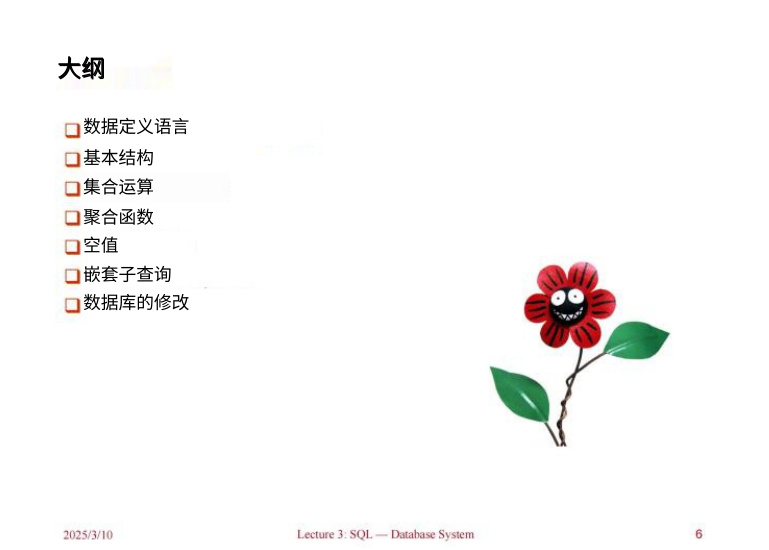 大纲
数据定义语言
基本结构
集合运算
聚合函数
空值
嵌套子查询
数据库的修改
2025/3/10
Lecture 3: SQL — Database System
6